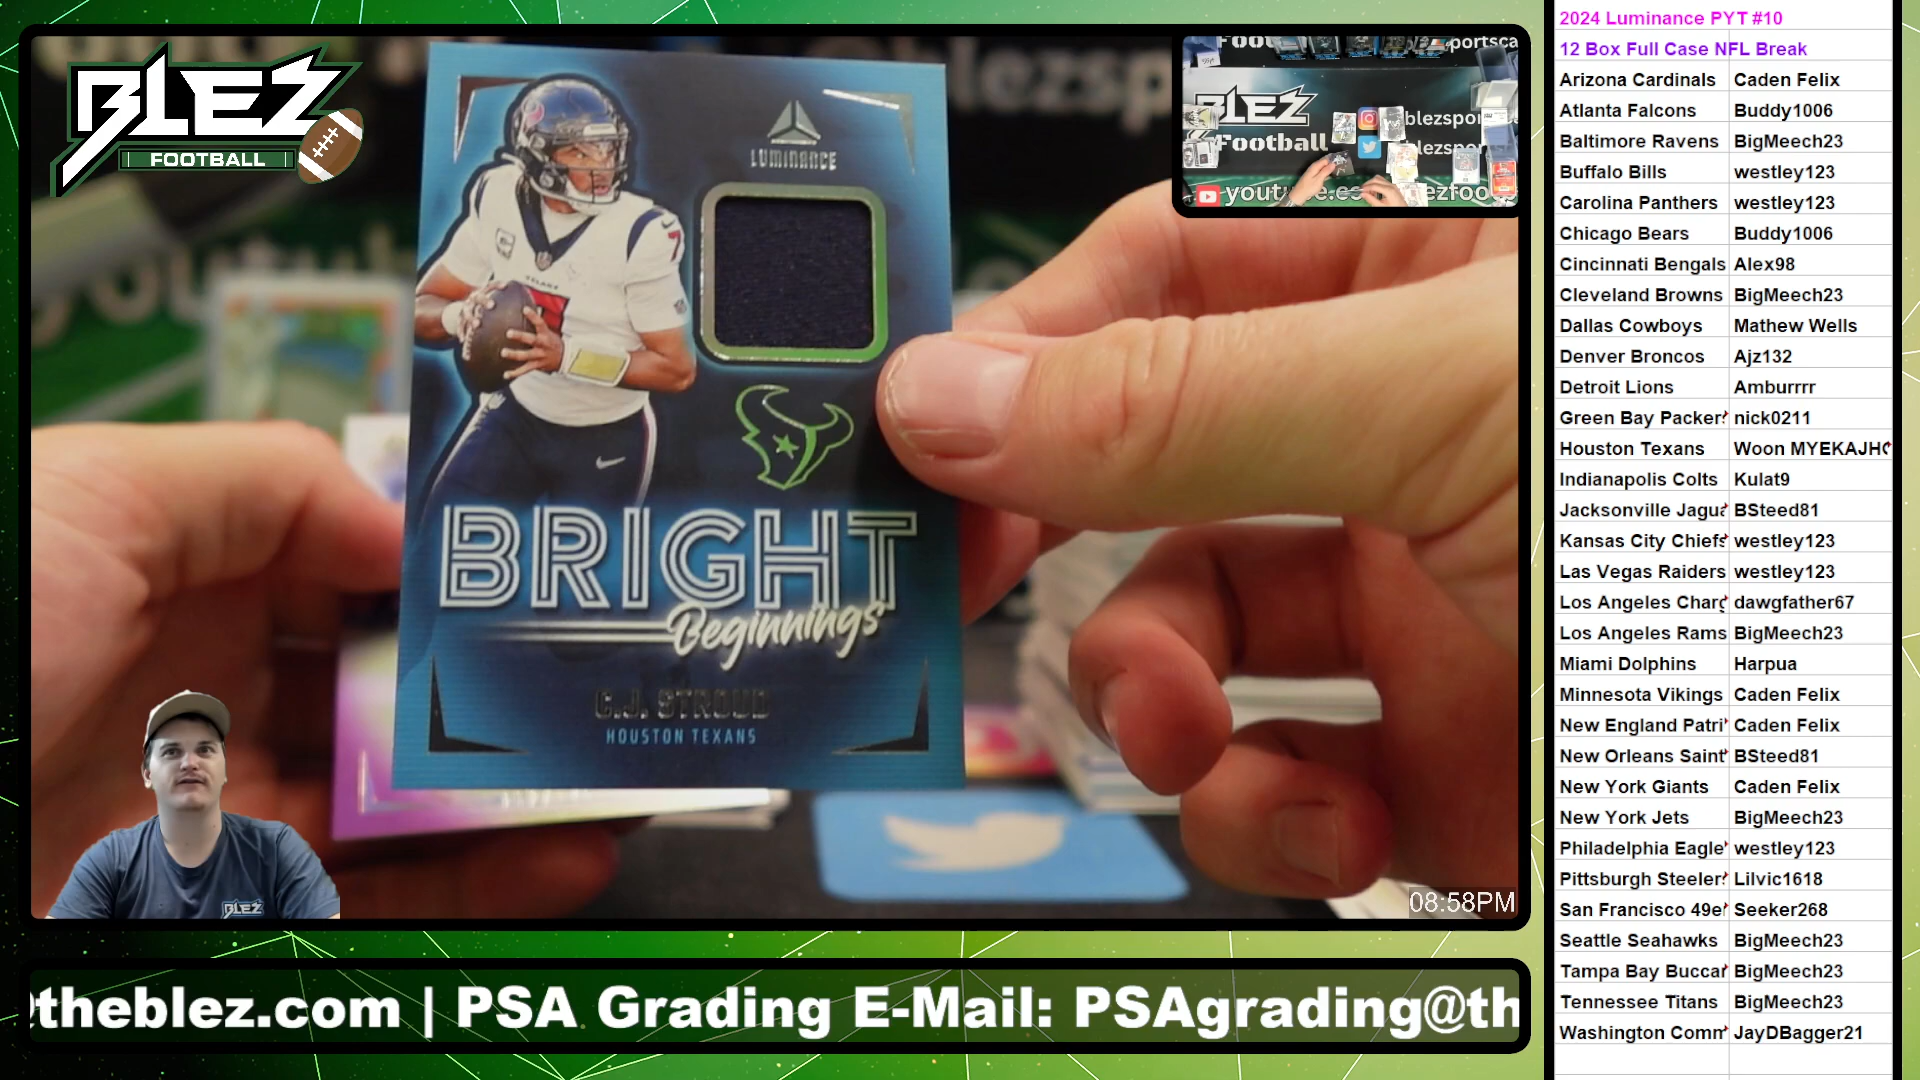 BLEZ
FOOTBALL
LUMINANCE
7
BRIGHT
Beginnings
C.J. STROUD
HOUSTON TEXANS
BLEZ
Football
08:58PM
BLEZ
theblez.com | PSA Grading E-Mail: PSAgrading@th
2024 Luminance PYT #10
12 Box Full Case NFL Break
Arizona Cardinals Caden Felix
Atlanta Falcons Buddy1006
Baltimore Ravens BigMeech23
Buffalo Bills westley123
Carolina Panthers westley123
Chicago Bears Buddy1006
Cincinnati Bengals Alex98
Cleveland Browns BigMeech23
Dallas Cowboys Mathew Wells
Denver Broncos Ajz132
Detroit Lions Amburrrr
Green Bay Packer nick0211
Houston Texans Woon MYEKAJH
Indianapolis Colts Kulat9
Jacksonville Jagu BSteed81
Kansas City Chiefs westley123
Las Vegas Raiders westley123
Los Angeles Charg dawgfather67
Los Angeles Rams BigMeech23
Miami Dolphins Harpua
Minnesota Vikings Caden Felix
New England Patri Caden Felix
New Orleans Saint BSteed81
New York Giants Caden Felix
New York Jets BigMeech23
Philadelphia Eagle westley123
Pittsburgh Steeler Lilvic1618
San Francisco 49e Seeker268
Seattle Seahawks BigMeech23
Tampa Bay Buccar BigMeech23
Tennessee Titans BigMeech23
Washington Comm JayDBagger21